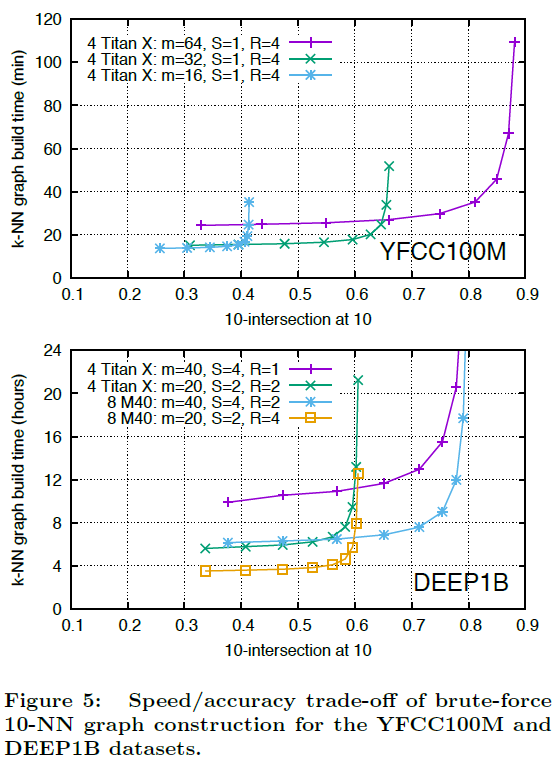 120
100
80
60
40
20
0
k-NN graph build time (min)
4 Titan X: m=64, S=1, R=4
4 Titan X: m=32, S=1, R=4
4 Titan X: m=16, S=1, R=4
YFCC100M
0.1 0.2 0.3 0.4 0.5 0.6 0.7 0.8 0.9
10-intersection at 10
24
20
16
12
8
4
0
k-NN graph build time (hours)
4 Titan X: m=40, S=4, R=1
4 Titan X: m=20, S=2, R=2
8 M40: m=40, S=4, R=2
8 M40: m=20, S=2, R=4
DEEP1B
0.1 0.2 0.3 0.4 0.5 0.6 0.7 0.8 0.9
10-intersection at 10
Figure 5: Speed/accuracy trade-off of brute-force
10-NN graph construction for the YFCC100M and
DEEP1B datasets.